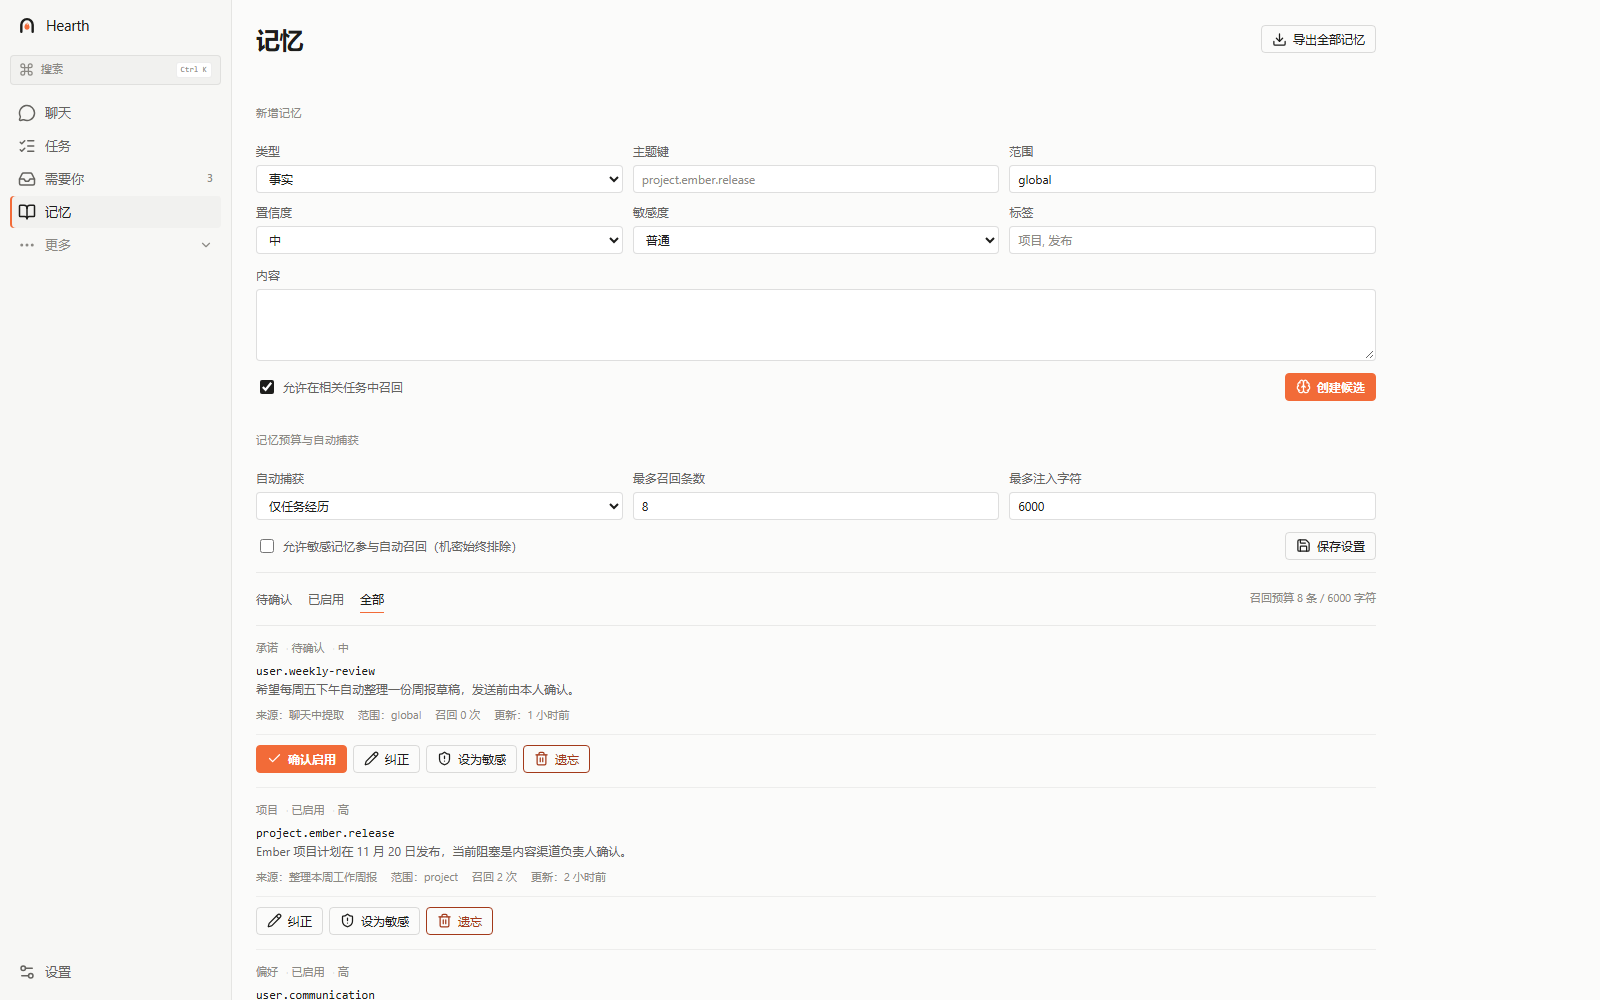 Hearth
搜索 Ctrl K
聊天
任务
需要你 3
记忆
更多
设置
记忆
导出全部记忆
新增记忆
类型 主题键 范围
事实 project.ember.release global
置信度 敏感度 标签
中 普通 项目, 发布
内容
允许在相关任务中召回 创建候选
记忆预算与自动捕获
自动捕获 最多召回条数 最多注入字符
仅任务经历 8 6000
允许敏感记忆参与自动召回（机密始终排除） 保存设置
待确认 已启用 全部 召回预算 8 条 / 6000 字符
承诺 · 待确认 · 中
user.weekly-review
希望每周五下午自动整理一份周报草稿，发送前由本人确认。
来源：聊天中提取 范围：global 召回 0 次 更新：1 小时前
确认启用 纠正 设为敏感 遗忘
项目 · 已启用 · 高
project.ember.release
Ember 项目计划在 11 月 20 日发布，当前阻塞是内容渠道负责人确认。
来源：整理本周工作周报 范围：project 召回 2 次 更新：2 小时前
纠正 设为敏感 遗忘
偏好 · 已启用 · 高
user.communication